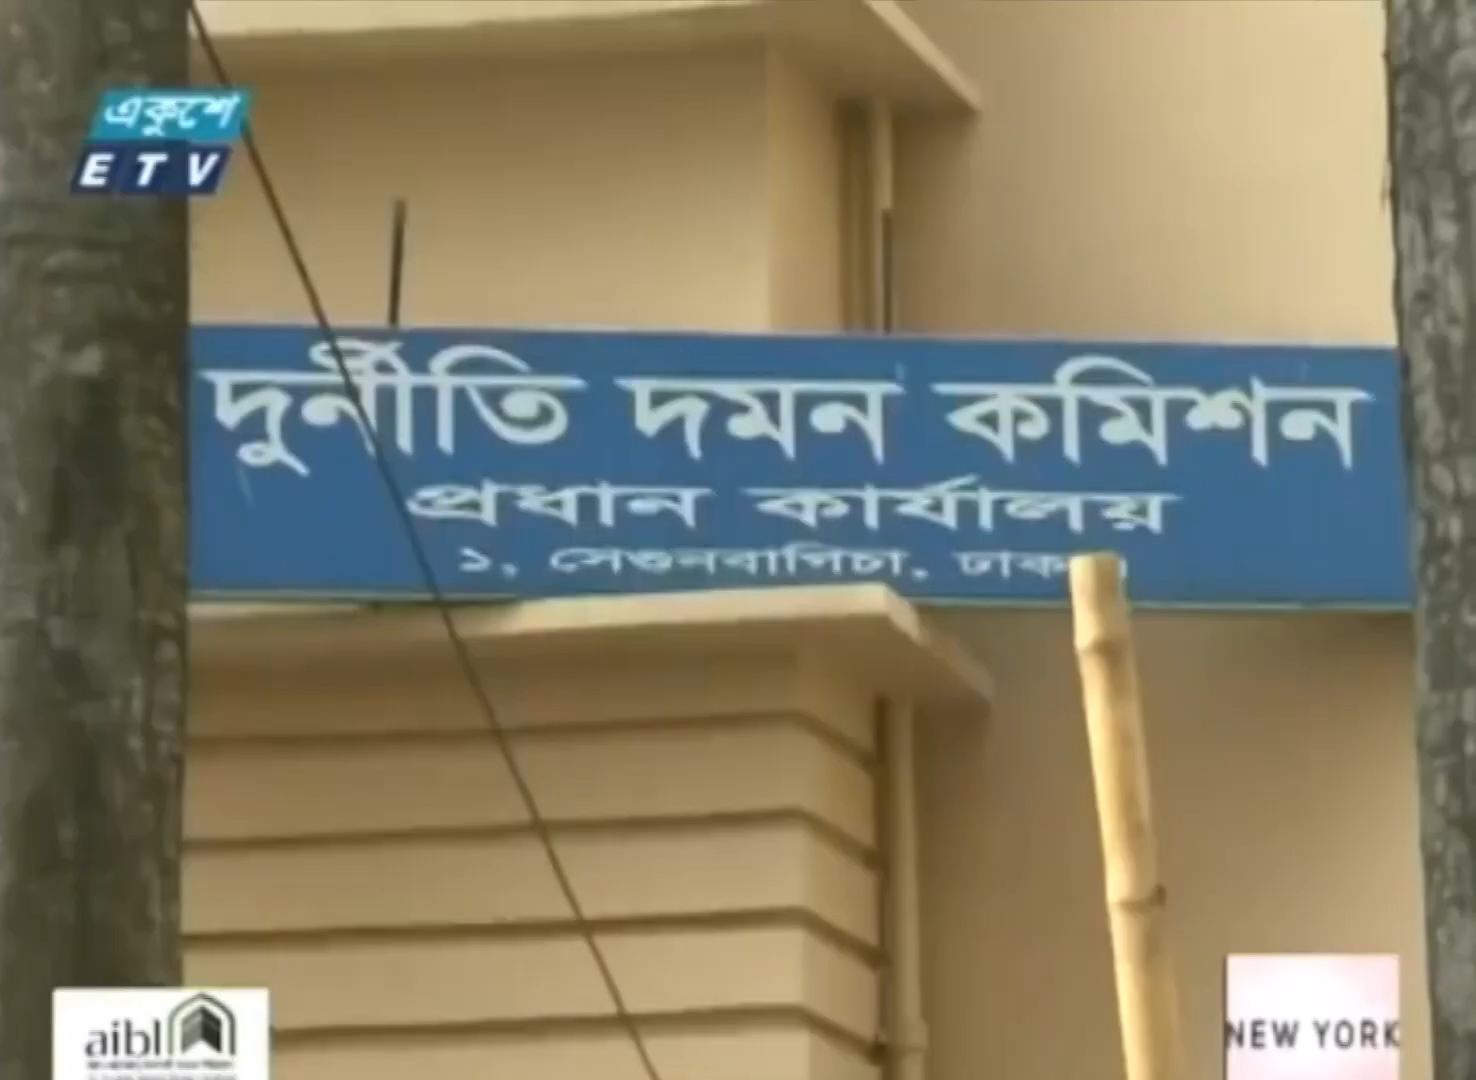 একুশে
ETV
দুর্নীতি দমন কমিশন
প্রধান কার্যালয়
১, সেগুনবাগিচা, ঢাকা।
aibl
NEW YORK